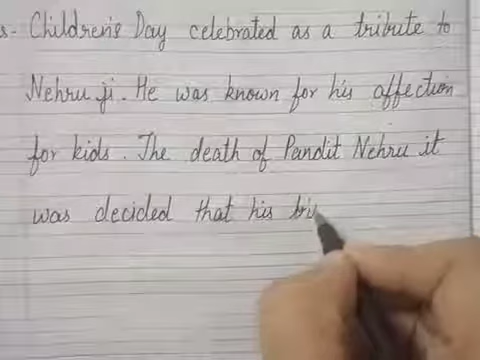 s- Children's Day celebrated as a tribute to
Nehru ji. He was known for his affection
for kids. The death of Pandit Nehru it
was decided that his